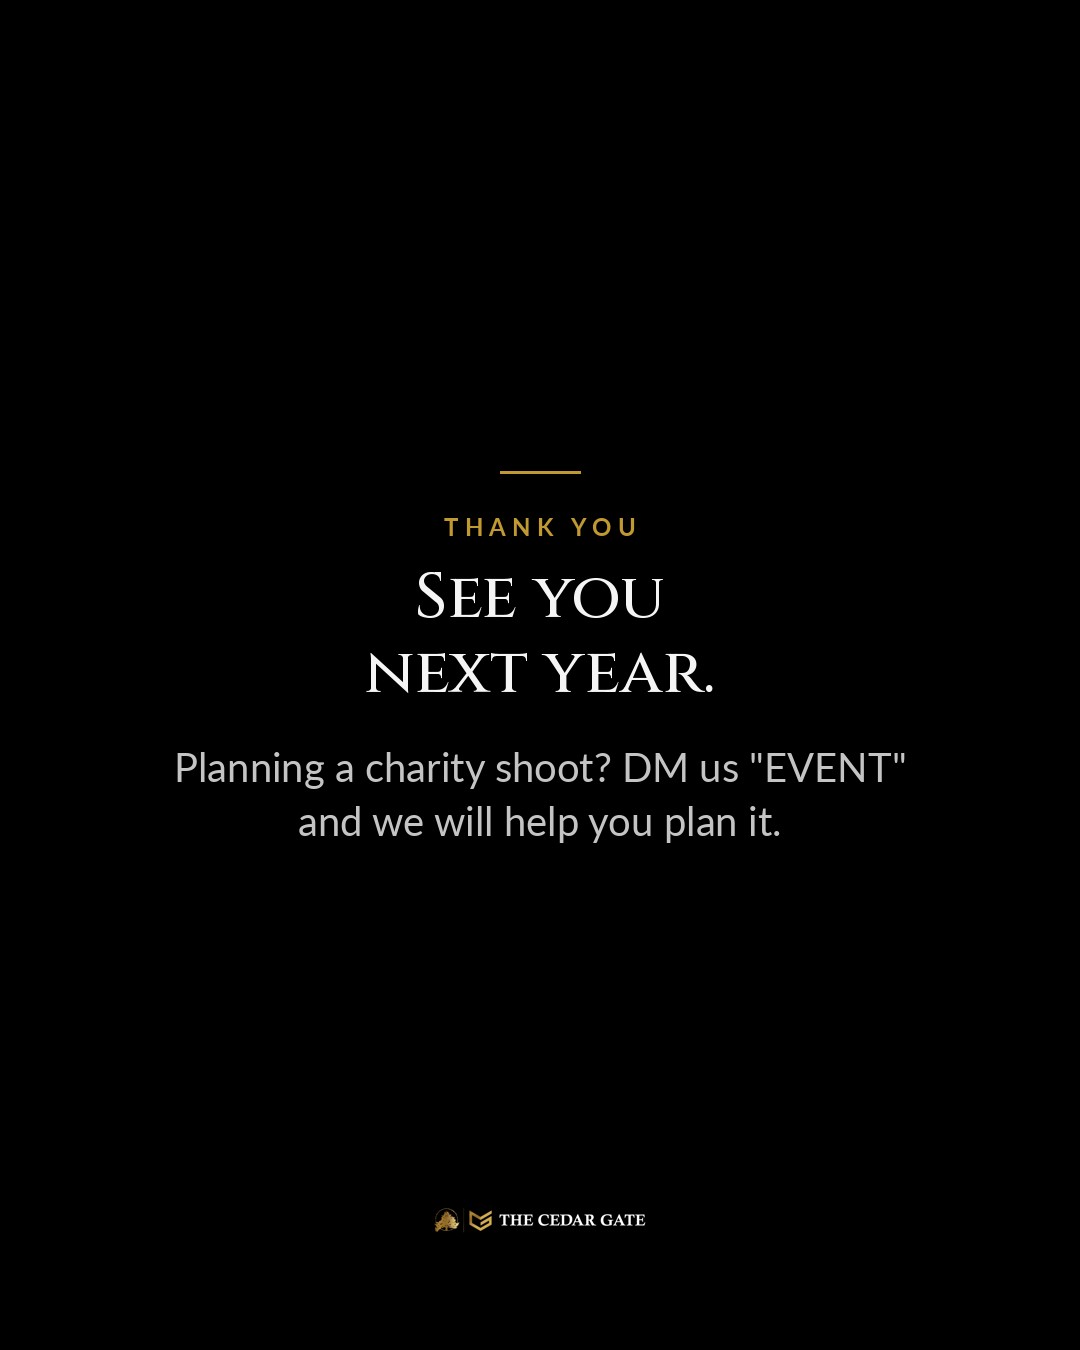 THANK YOU
See you
next year.
Planning a charity shoot? DM us "EVENT"
and we will help you plan it.
THE CEDAR GATE